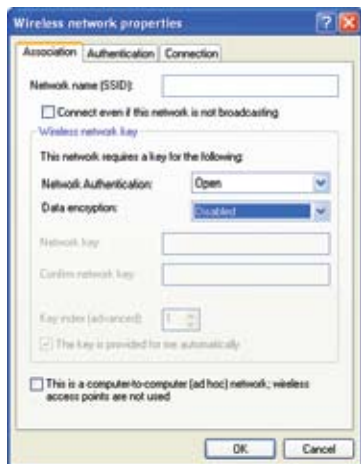 Wireless network properties
Association Authentication Connection
Network name (SSID):
Connect even if this network is not broadcasting
Wireless network key
This network requires a key for the following:
Network Authentication: Open
Data encryption: Disabled
Network key:
Confirm network key:
Key index (advanced): 1
The key is provided for me automatically
This is a computer-to-computer (ad hoc) network; wireless
access points are not used
OK Cancel